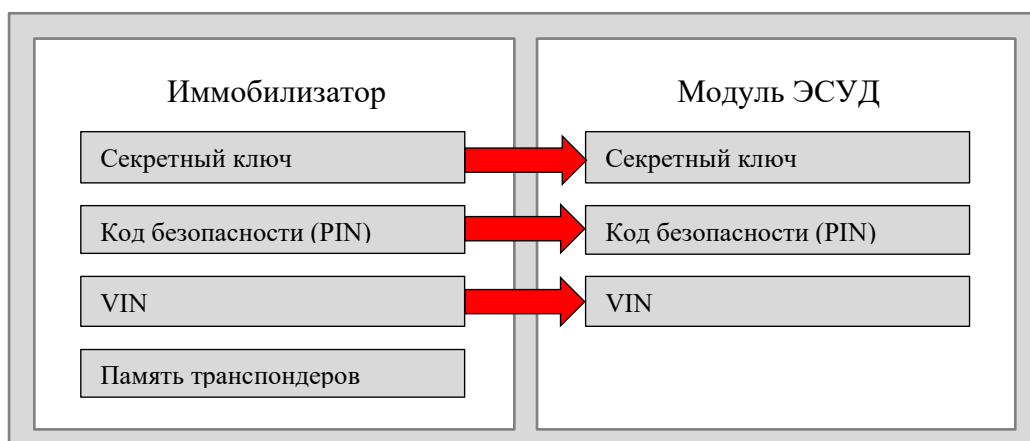 Иммобилизатор
Секретный ключ
Код безопасности (PIN)
VIN
Память транспондеров
Модуль ЭСУД
Секретный ключ
Код безопасности (PIN)
VIN